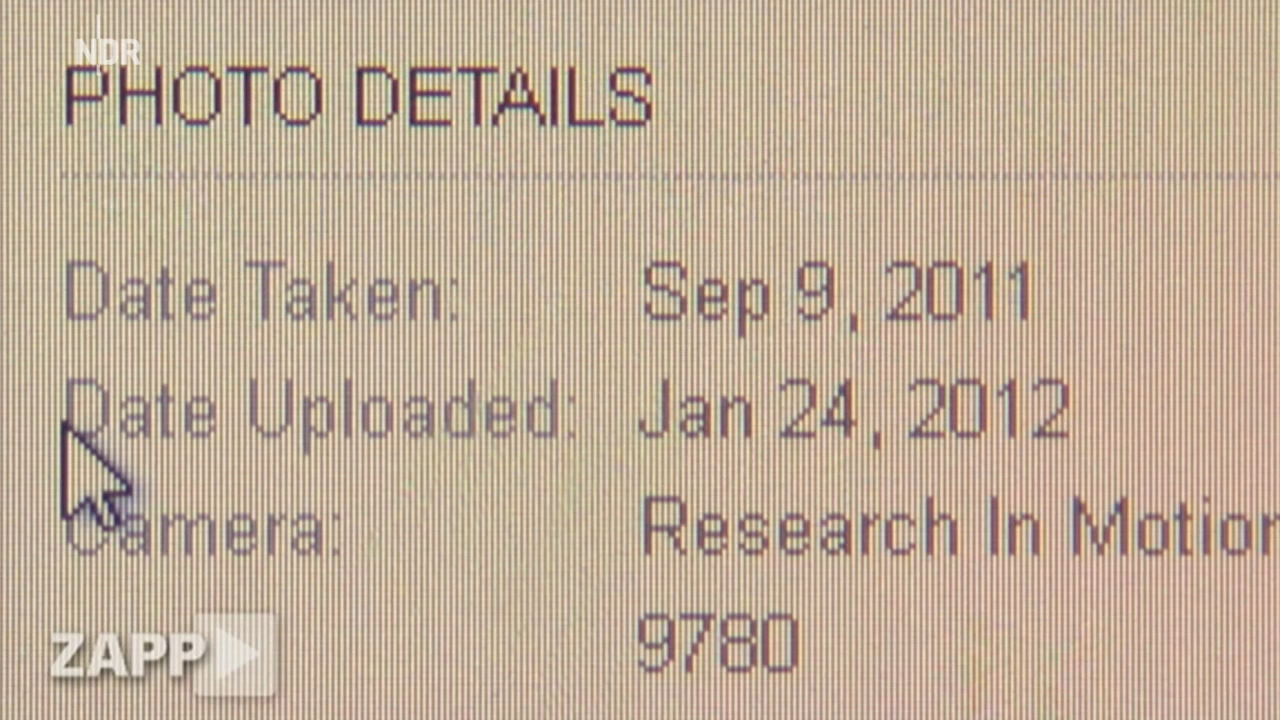 NDR
PHOTO DETAILS
Date Taken: Sep 9, 2011
Date Uploaded: Jan 24, 2012
Camera: Research In Motion
9780
ZAPP